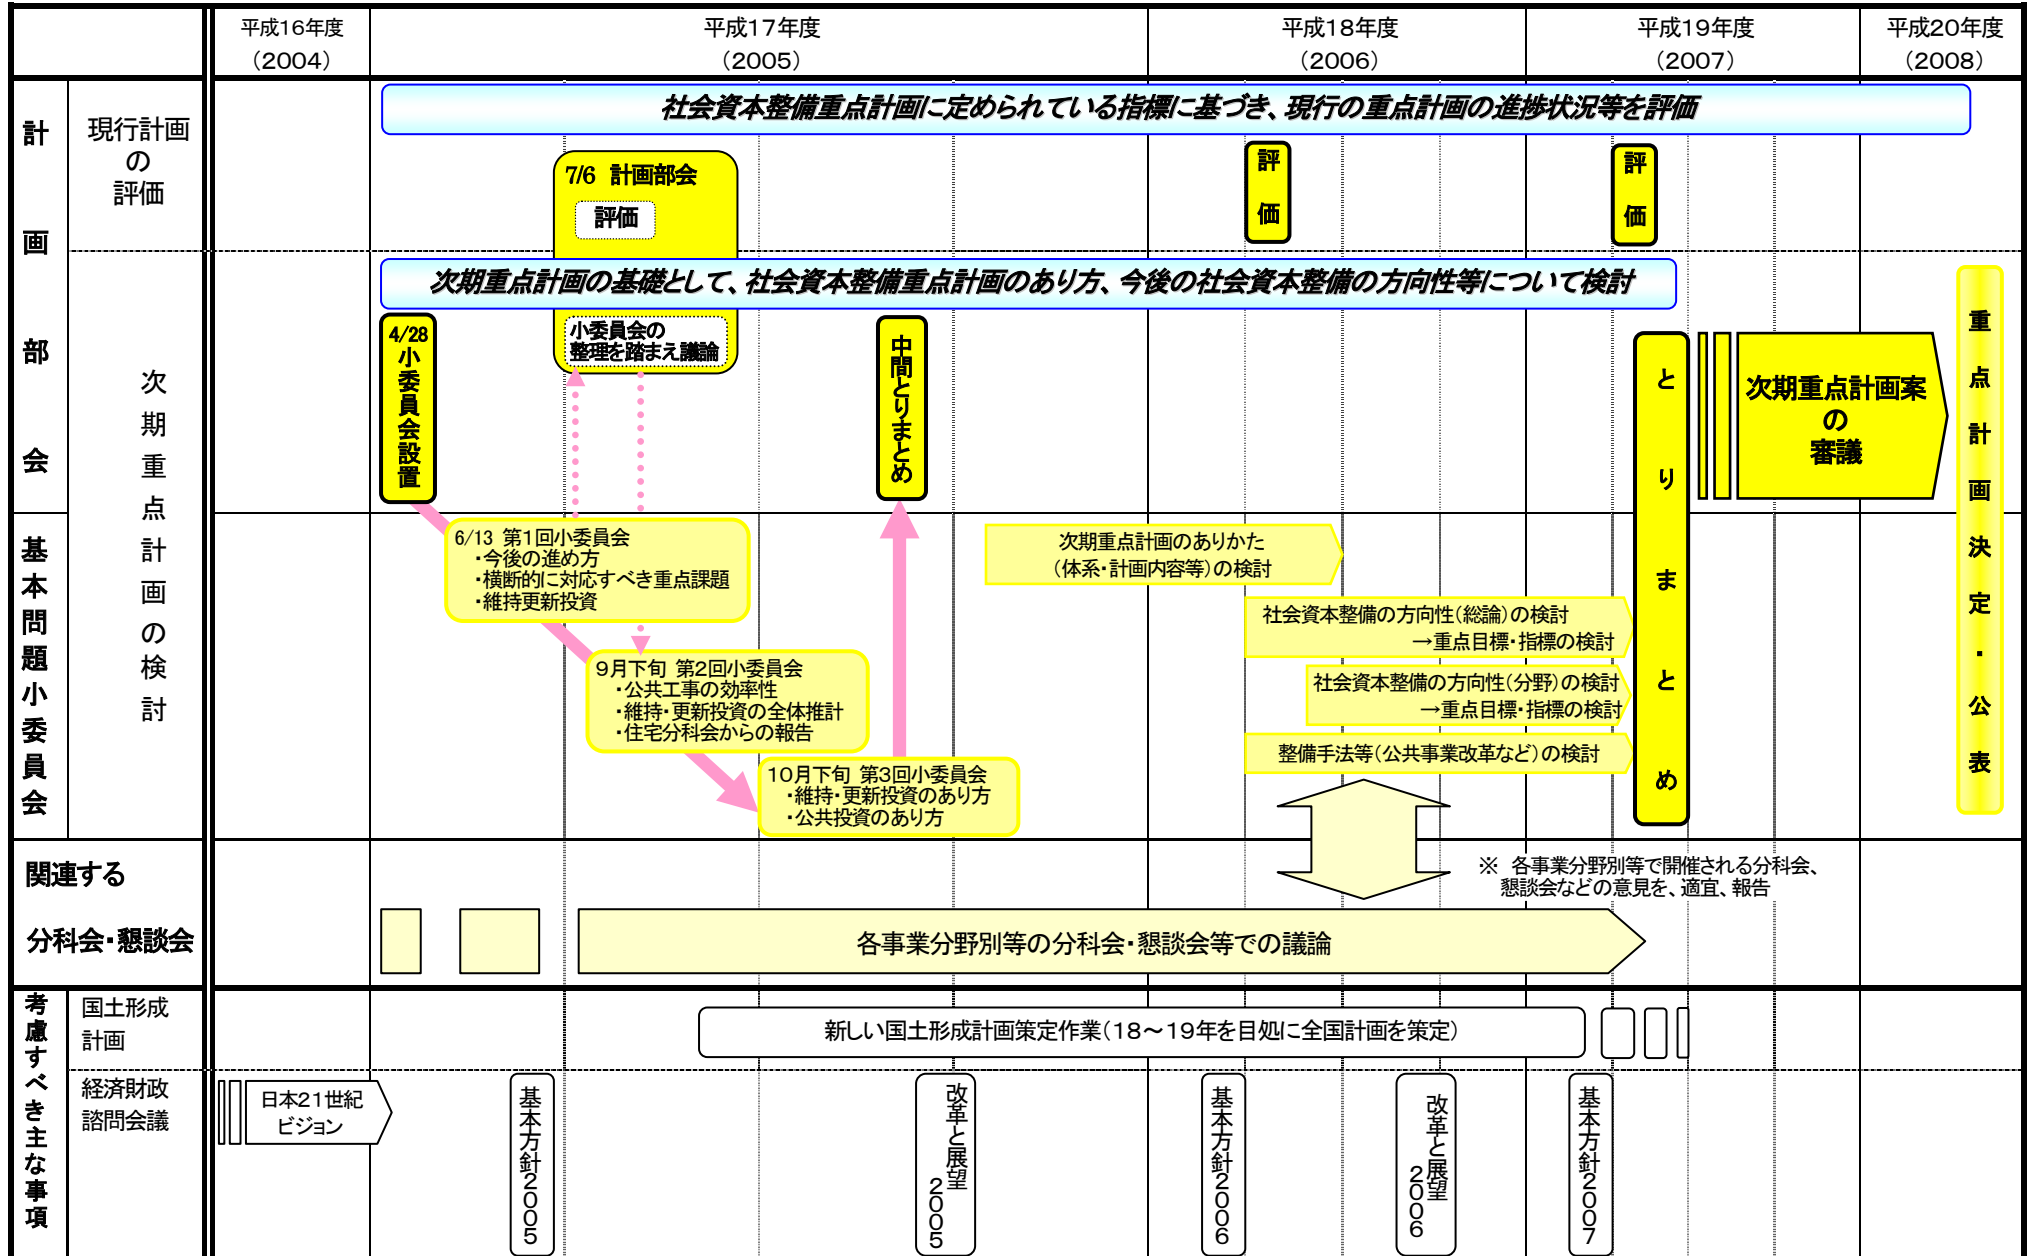 平成16年度
（2004）
平成17年度
（2005）
平成18年度
（2006）
平成19年度
（2007）
平成20年度
（2008）
計画部会
現行計画
の
評価
社会資本整備重点計画に定められている指標に基づき、現行の重点計画の進捗状況等を評価
7/6 計画部会
評価
評価
評価
次期重点計画の検討
次期重点計画の基礎として、社会資本整備重点計画のあり方、今後の社会資本整備の方向性等について検討
4/28
小委員会設置
小委員会の
整理を踏まえ議論
中間とりまとめ
とりまとめ
次期重点計画案
の
審議
重点計画決定・公表
基本問題小委員会
6/13 第1回小委員会
・今後の進め方
・横断的に対応すべき重点課題
・維持更新投資
9月下旬 第2回小委員会
・公共工事の効率性
・維持・更新投資の全体推計
・住宅分科会からの報告
10月下旬 第3回小委員会
・維持・更新投資のあり方
・公共投資のあり方
次期重点計画のありかた
（体系・計画内容等）の検討
社会資本整備の方向性（総論）の検討
→重点目標・指標の検討
社会資本整備の方向性（分野）の検討
→重点目標・指標の検討
整備手法等（公共事業改革など）の検討
関連する
分科会・懇談会
※ 各事業分野別等で開催される分科会、
懇談会などの意見を、適宜、報告
各事業分野別等の分科会・懇談会等での議論
考慮すべき主な事項
国土形成
計画
新しい国土形成計画策定作業（18～19年を目処に全国計画を策定）
経済財政
諮問会議
日本21世紀
ビジョン
基本方針2005
改革と展望
2005
基本方針2006
改革と展望
2006
基本方針2007